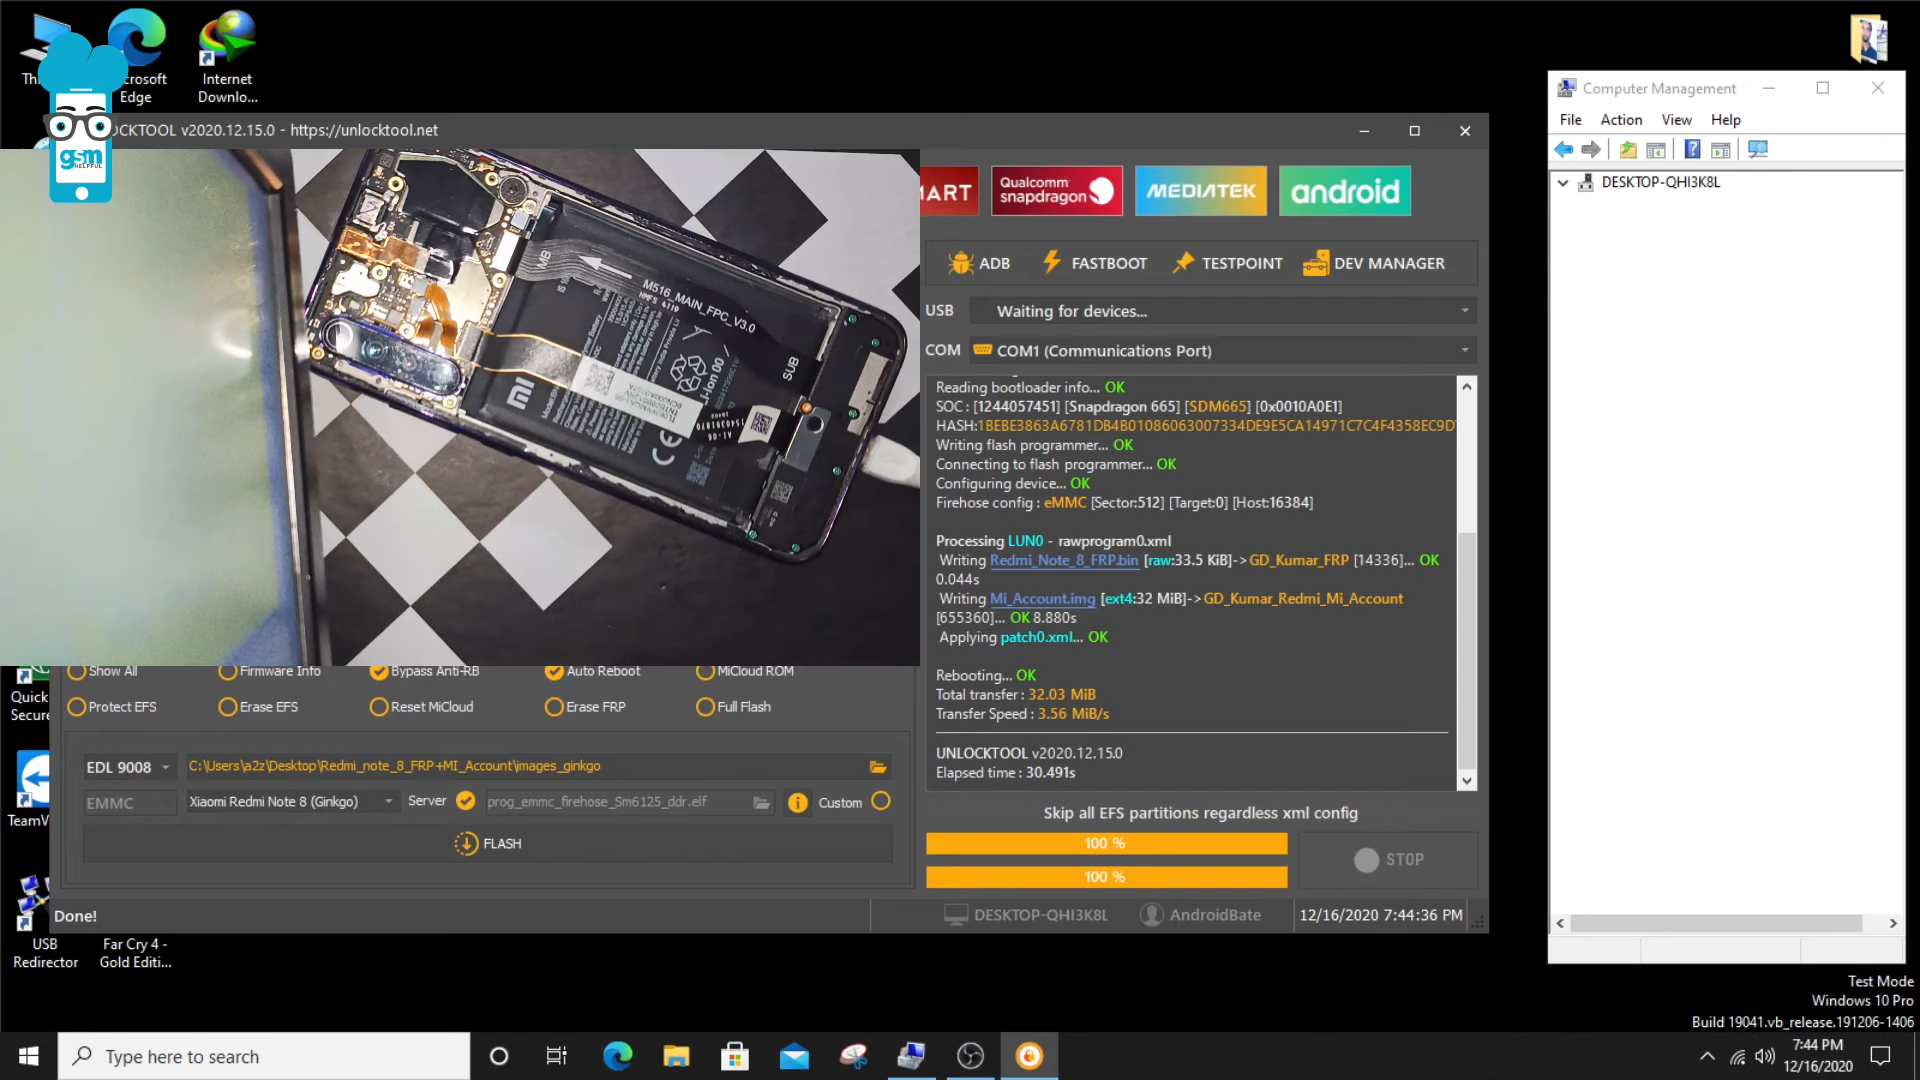 Th
crosoft
Edge
Internet
Downlo...
gsm
HELPFUL
OCKTOOL v2020.12.15.0 - https://unlocktool.net
ART
Qualcomm
snapdragon
MEDIATEK
android
ADB
FASTBOOT
TESTPOINT
DEV MANAGER
USB
Waiting for devices...
COM
COM1 (Communications Port)
MB
M516_MAIN_FPC_V3.0
HMFS 4119
SUB
Li-ion 00
mi
CE
Reading bootloader info... OK
SOC : [1244057451] [Snapdragon 665] [SDM665] [0x0010A0E1]
HASH:1BEBE3863A6781DB4B01086063007334DE9E5CA14971C7C4F4358EC9D
Writing flash programmer... OK
Connecting to flash programmer... OK
Configuring device... OK
Firehose config : eMMC [Sector:512] [Target:0] [Host:16384]
Processing LUN0 - rawprogram0.xml
Writing Redmi_Note_8_FRP.bin [raw:33.5 KiB]->GD_Kumar_FRP [14336]... OK
0.044s
Writing Mi_Account.img [ext4:32 MiB]->GD_Kumar_Redmi_Mi_Account
[655360]... OK 8.880s
Applying patch0.xml... OK
Rebooting... OK
Total transfer : 32.03 MiB
Transfer Speed : 3.56 MiB/s
UNLOCKTOOL v2020.12.15.0
Elapsed time : 30.491s
Skip all EFS partitions regardless xml config
100 %
100 %
STOP
Show All
Firmware Info
Bypass Anti-RB
Auto Reboot
MiCloud ROM
Protect EFS
Erase EFS
Reset MiCloud
Erase FRP
Full Flash
EDL 9008
C:\Users\a2z\Desktop\Redmi_note_8_FRP+MI_Account\images_ginkgo
EMMC
Xiaomi Redmi Note 8 (Ginkgo)
Server
prog_emmc_firehose_Sm6125_ddr.elf
Custom
FLASH
Done!
DESKTOP-QHI3K8L
AndroidBate
12/16/2020 7:44:36 PM
Quick
Secure
TeamV
USB
Redirector
Far Cry 4 -
Gold Editi...
Computer Management
File
Action
View
Help
DESKTOP-QHI3K8L
Test Mode
Windows 10 Pro
Build 19041.vb_release.191206-1406
Type here to search
7:44 PM
12/16/2020